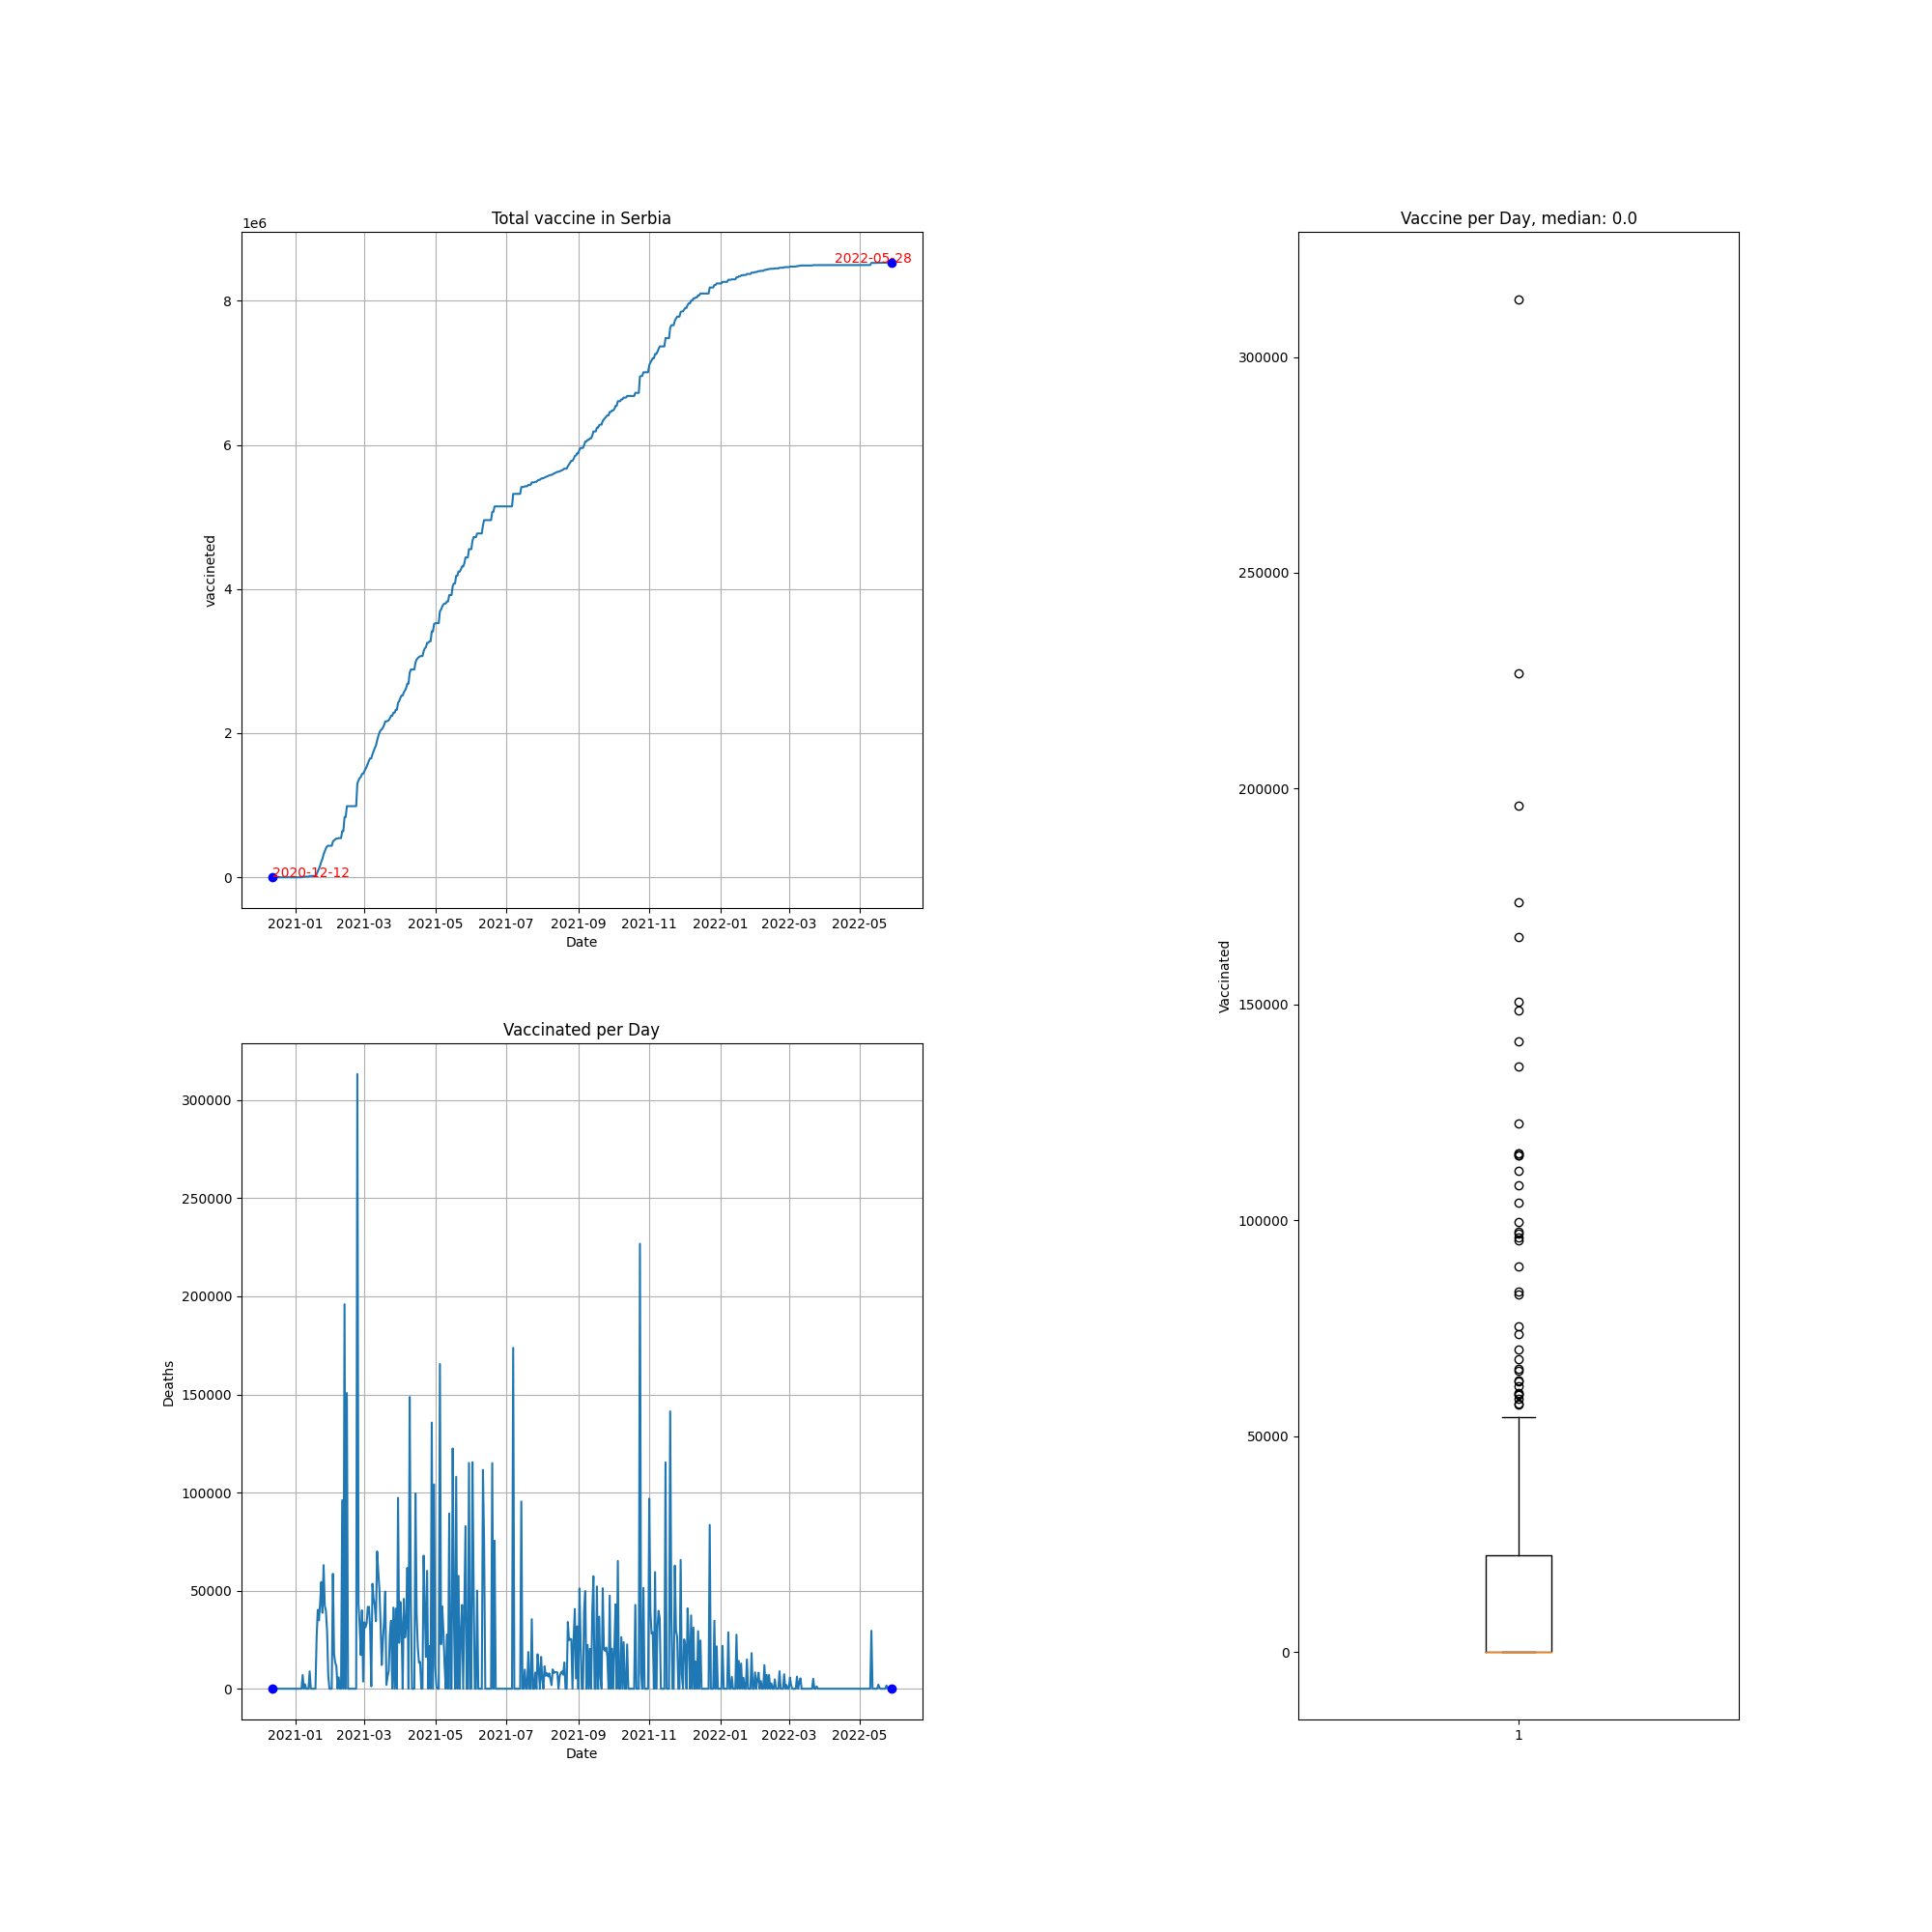 Total vaccine in Serbia
1e6
8
6
4
2
0
vaccineted
2022-05-28
2020-12-12
2021-01 2021-03 2021-05 2021-07 2021-09 2021-11 2022-01 2022-03 2022-05
Date
Vaccinated per Day
300000
250000
200000
150000
100000
50000
0
Deaths
2021-01 2021-03 2021-05 2021-07 2021-09 2021-11 2022-01 2022-03 2022-05
Date
Vaccine per Day, median: 0.0
300000
250000
200000
150000
100000
50000
0
Vaccinated
1